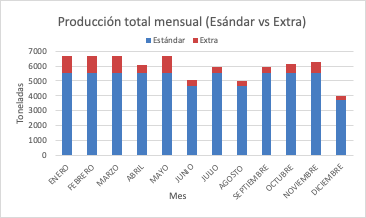 Producción total mensual (Esándar vs Extra)
Estándar Extra
7000
6000
5000
4000
3000
2000
1000
0
Toneladas
ENERO FEBRERO MARZO ABRIL MAYO JUNIO JULIO AGOSTO SEPTIEMBRE OCTUBRE NOVIEMBRE DICIEMBRE
Mes